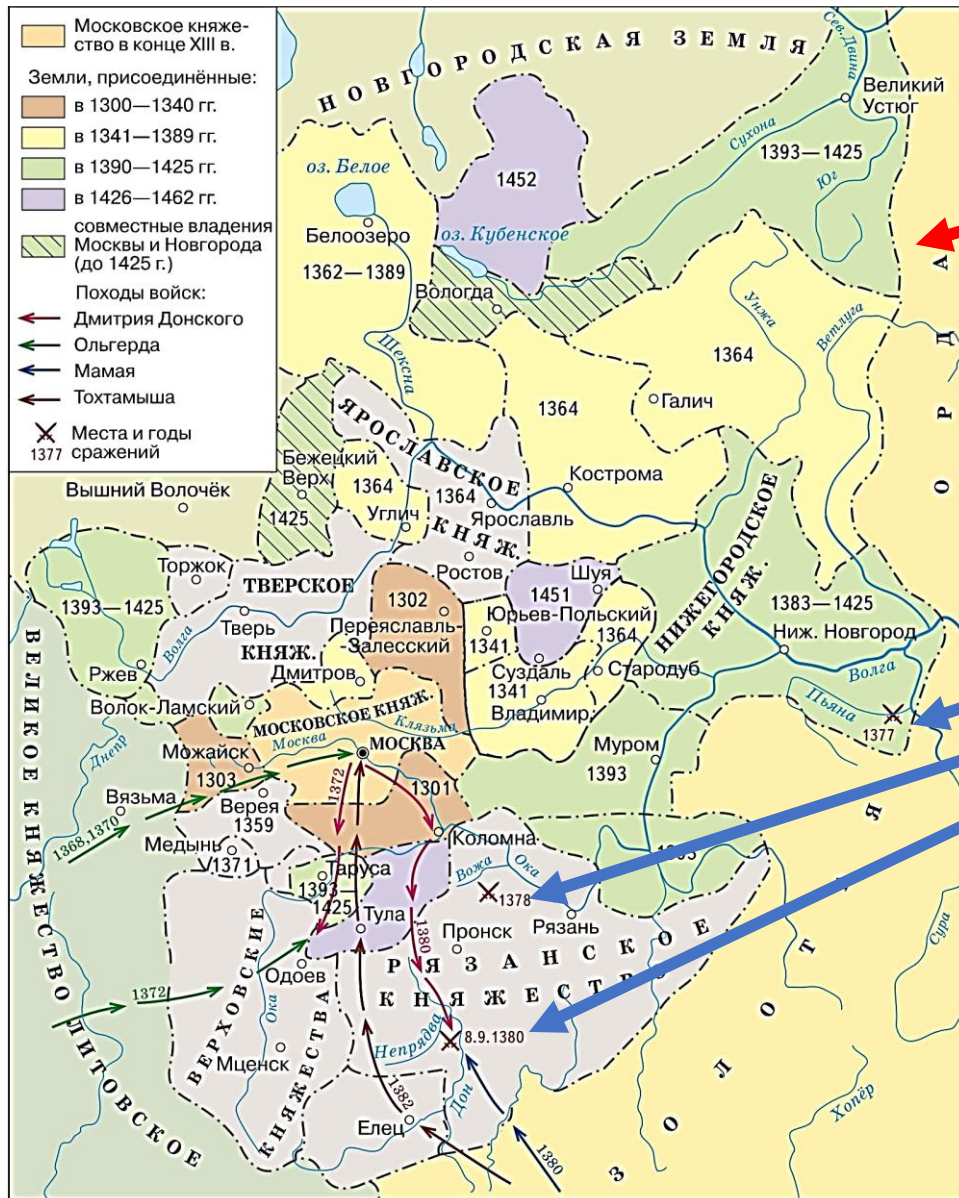 Московское княже-
ство в конце XIII в.
Земли, присоединённые:
в 1300—1340 гг.
в 1341—1389 гг.
в 1390—1425 гг.
в 1426—1462 гг.
совместные владения
Москвы и Новгорода
(до 1425 г.)
Походы войск:
Дмитрия Донского
Ольгерда
Мамая
Тохтамыша
Места и годы
1377 сражений
НОВГОРОДСКАЯ ЗЕМЛЯ
Сев. Двина
Великий
Устюг
Сухона
1393—1425
Юг
1452
оз. Белое
Белоозеро
1362—1389
оз. Кубенское
Вологда
Шексна
Унжа
Ветлуга
1364
Галич
1364
ЯРОСЛАВСКОЕ
КНЯЖ.
1364
Ярославль
Кострома
Бежецкий
Верх
1425
1364
Углич
Вышний Волочёк
Торжок
ТВЕРСКОЕ
КНЯЖ.
Тверь
Волга
1393—1425
Ржев
Ростов
1302
Переяславль-
-Залесский
1451
Шуя
Юрьев-Польский
1341
1364
Суздаль
1341
Стародуб
Владимир
НИЖЕГОРОДСКОЕ
КНЯЖ.
1383—1425
Ниж. Новгород
Волга
Пьяна
1377
Дмитров
Волок-Ламский
МОСКОВСКОЕ КНЯЖ.
Клязьма
Москва
МОСКВА
Можайск
1303
Верея
1359
Вязьма
1368,1370
Медынь
1371
Днепр
1372
1301
Коломна
Муром
1393
Таруса
1393
1425
Тула
1380
Вожа
Ока
1378
Рязань
Пронск
РЯЗАНСКОЕ
КНЯЖЕСТВО
Одоев
1372
Ока
Мценск
ВЕРХОВСКИЕ
КНЯЖЕСТВА
Непрядва
8.9.1380
Дон
1382
Елец
1380
ВЕЛИКОЕ КНЯЖЕСТВО ЛИТОВСКОЕ
ЗОЛОТАЯ ОРДА
Сура
Хопёр